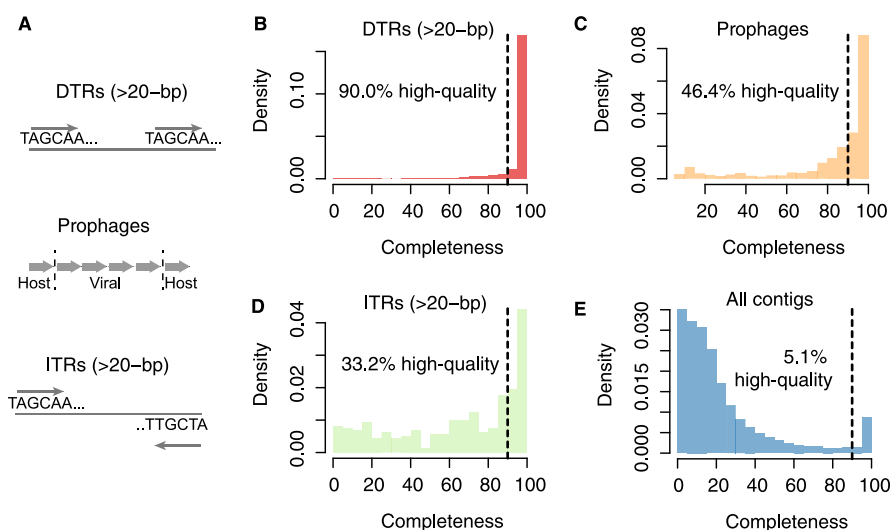 A
DTRs (>20−bp)
TAGCAA... TAGCAA...
Prophages
Host Viral Host
ITRs (>20−bp)
TAGCAA...
..TTGCTA
B
DTRs (>20−bp)
90.0% high−quality
Density
0.00 0.10
0 20 40 60 80 100
Completeness
C
Prophages
46.4% high−quality
Density
0.00 0.04 0.08
20 40 60 80 100
Completeness
D
ITRs (>20−bp)
33.2% high−quality
Density
0.00 0.02 0.04
0 20 40 60 80 100
Completeness
E
All contigs
5.1%
high−quality
Density
0.000 0.015 0.030
0 20 40 60 80 100
Completeness